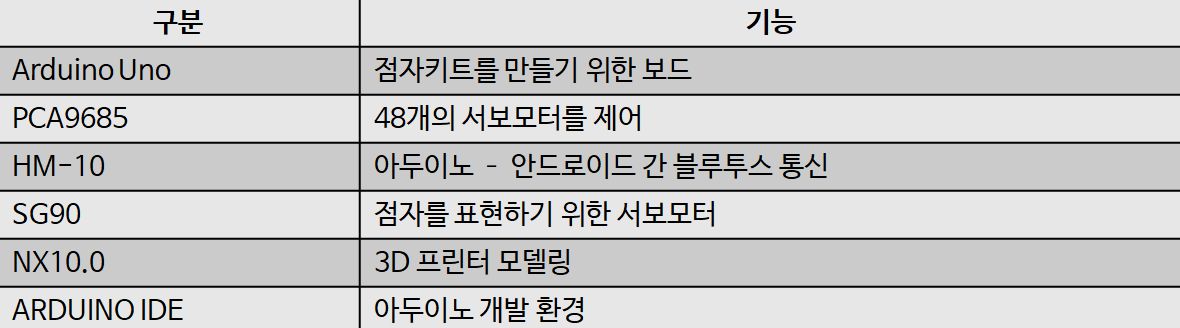 구분 기능
Arduino Uno 점자키트를 만들기 위한 보드
PCA9685 48개의 서보모터를 제어
HM-10 아두이노 - 안드로이드 간 블루투스 통신
SG90 점자를 표현하기 위한 서보모터
NX10.0 3D 프린터 모델링
ARDUINO IDE 아두이노 개발 환경